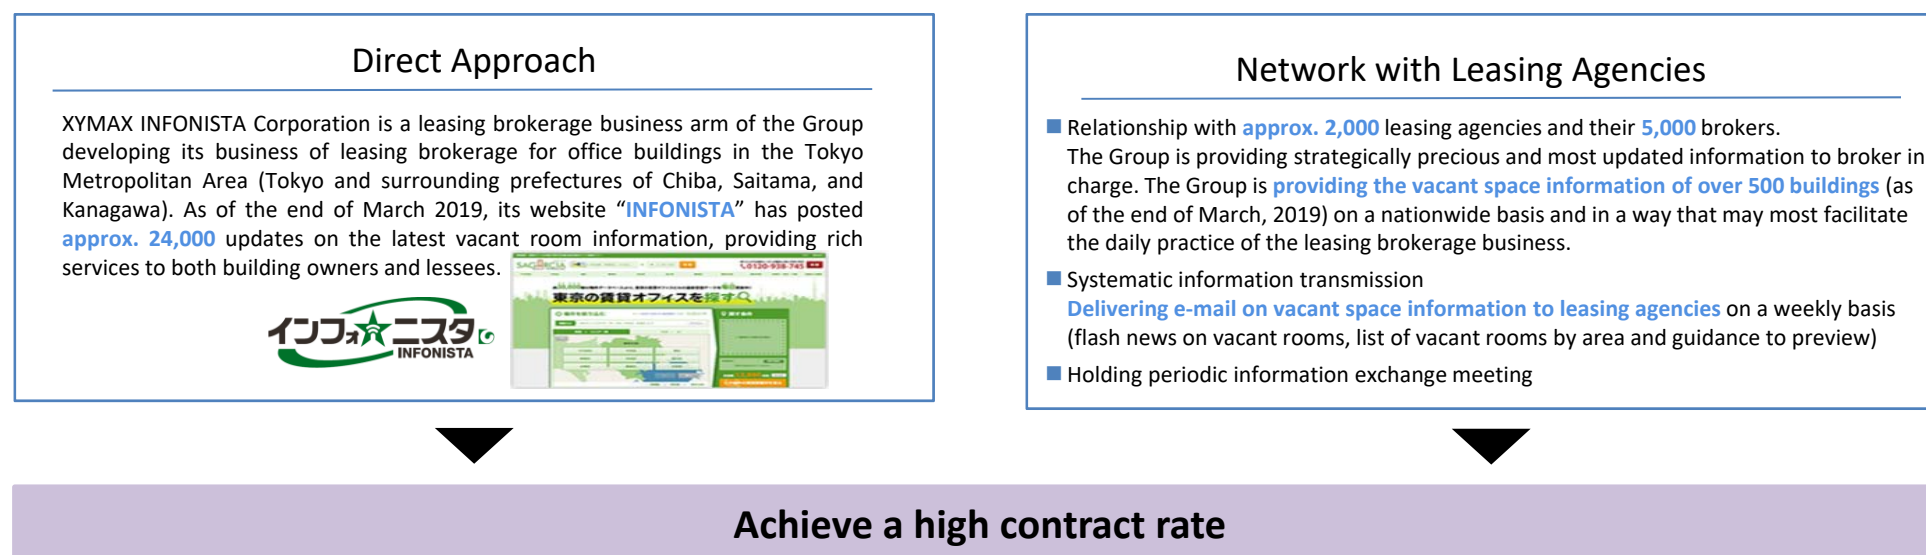 Direct Approach
XYMAX INFONISTA Corporation is a leasing brokerage business arm of the Group
developing its business of leasing brokerage for office buildings in the Tokyo
Metropolitan Area (Tokyo and surrounding prefectures of Chiba, Saitama, and
Kanagawa). As of the end of March 2019, its website “INFONISTA” has posted
approx. 24,000 updates on the latest vacant room information, providing rich
services to both building owners and lessees.
インフォ★ニスタ
INFONISTA
0120-938-745
東京の賃貸オフィスを探す
Network with Leasing Agencies
Relationship with approx. 2,000 leasing agencies and their 5,000 brokers.
The Group is providing strategically precious and most updated information to broker in
charge. The Group is providing the vacant space information of over 500 buildings (as
of the end of March, 2019) on a nationwide basis and in a way that may most facilitate
the daily practice of the leasing brokerage business.
Systematic information transmission
Delivering e-mail on vacant space information to leasing agencies on a weekly basis
(flash news on vacant rooms, list of vacant rooms by area and guidance to preview)
Holding periodic information exchange meeting
Achieve a high contract rate